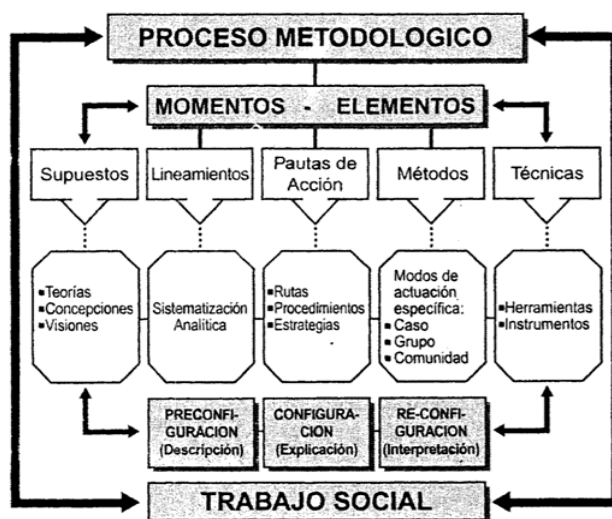 PROCESO METODOLOGICO
MOMENTOS - ELEMENTOS
Supuestos
Lineamientos
Pautas de
Acción
Métodos
Técnicas
▪Teorías
▪Concepciones
▪Visiones
Sistematización
Analítica
▪Rutas
▪Procedimientos
▪Estrategias
Modos de
actuación
específica:
▪ Caso
▪ Grupo
▪ Comunidad
▪Herramientas
▪Instrumentos
PRECONFI-
GURACION
(Descripción)
CONFIGURA-
CION
(Explicación)
RE-CONFI-
GURACION
(Interpretación)
TRABAJO SOCIAL